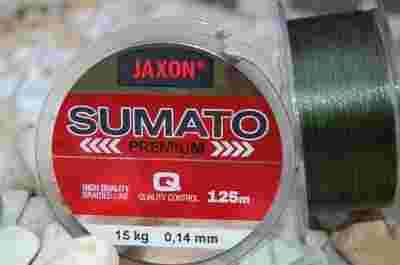 JAXON®
SUMATO
PREMIUM
HIGH QUALITY
BRAIDED LINE
Q
QUALITY CONTROL
125m
15 kg 0,14 mm